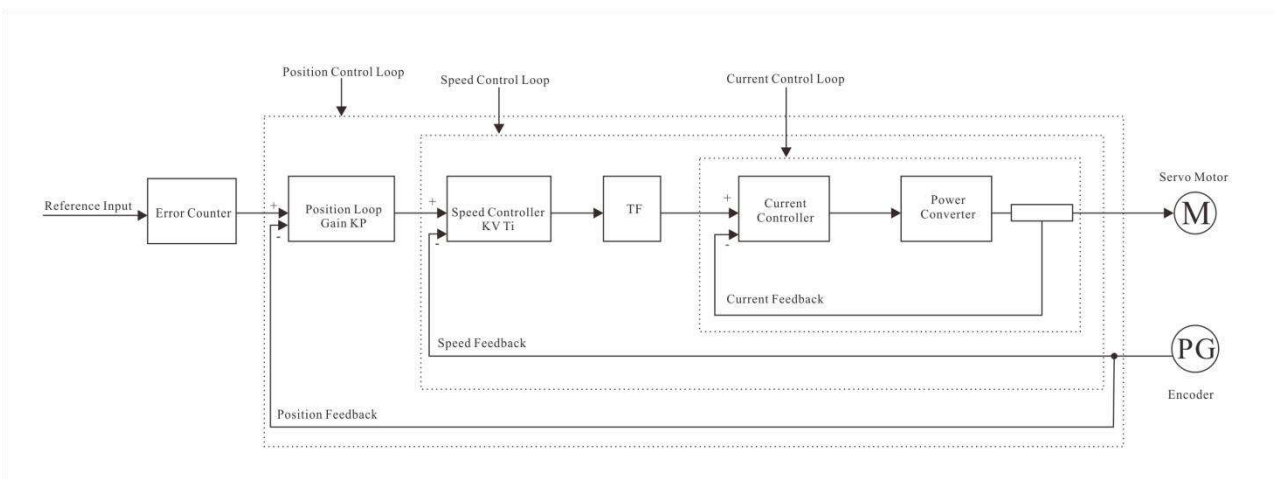 Position Control Loop
Speed Control Loop
Current Control Loop
Servo Motor
Reference Input
Error Counter
+
-
Position Loop
Gain KP
+
-
Speed Controller
KV Ti
TF
+
-
Current
Controller
Power
Converter
M
Current Feedback
Speed Feedback
PG
Encoder
Position Feedback